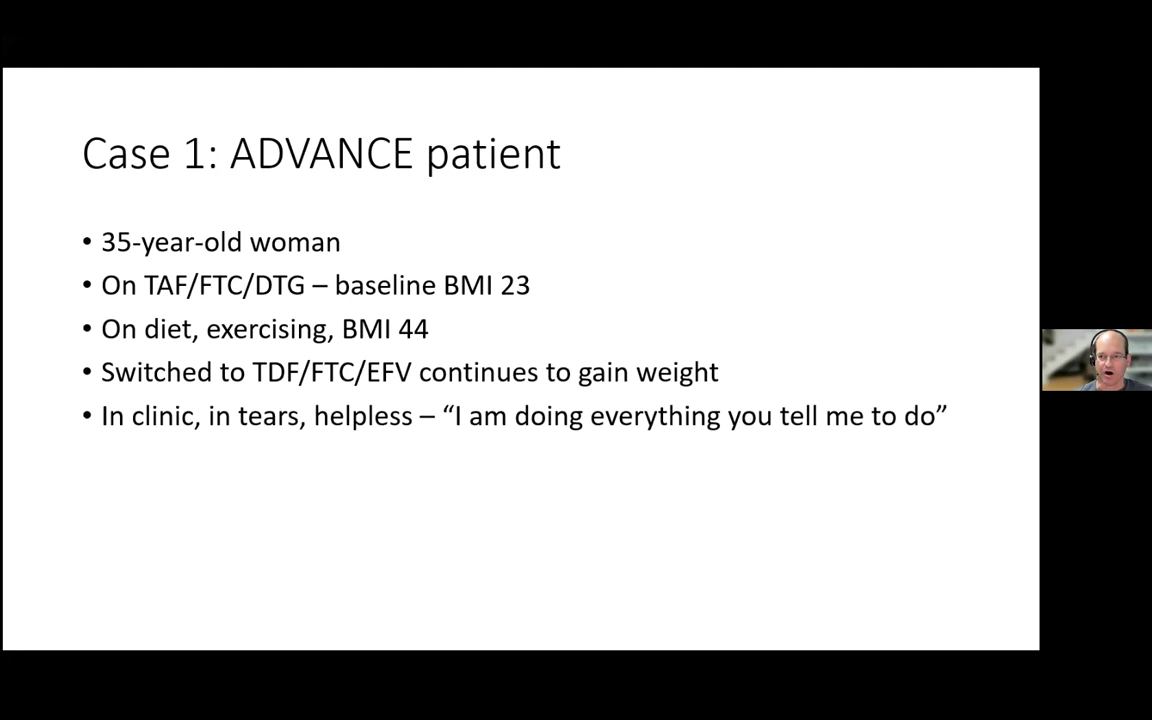 Case 1: ADVANCE patient
• 35-year-old woman
• On TAF/FTC/DTG – baseline BMI 23
• On diet, exercising, BMI 44
• Switched to TDF/FTC/EFV continues to gain weight
• In clinic, in tears, helpless – “I am doing everything you tell me to do”